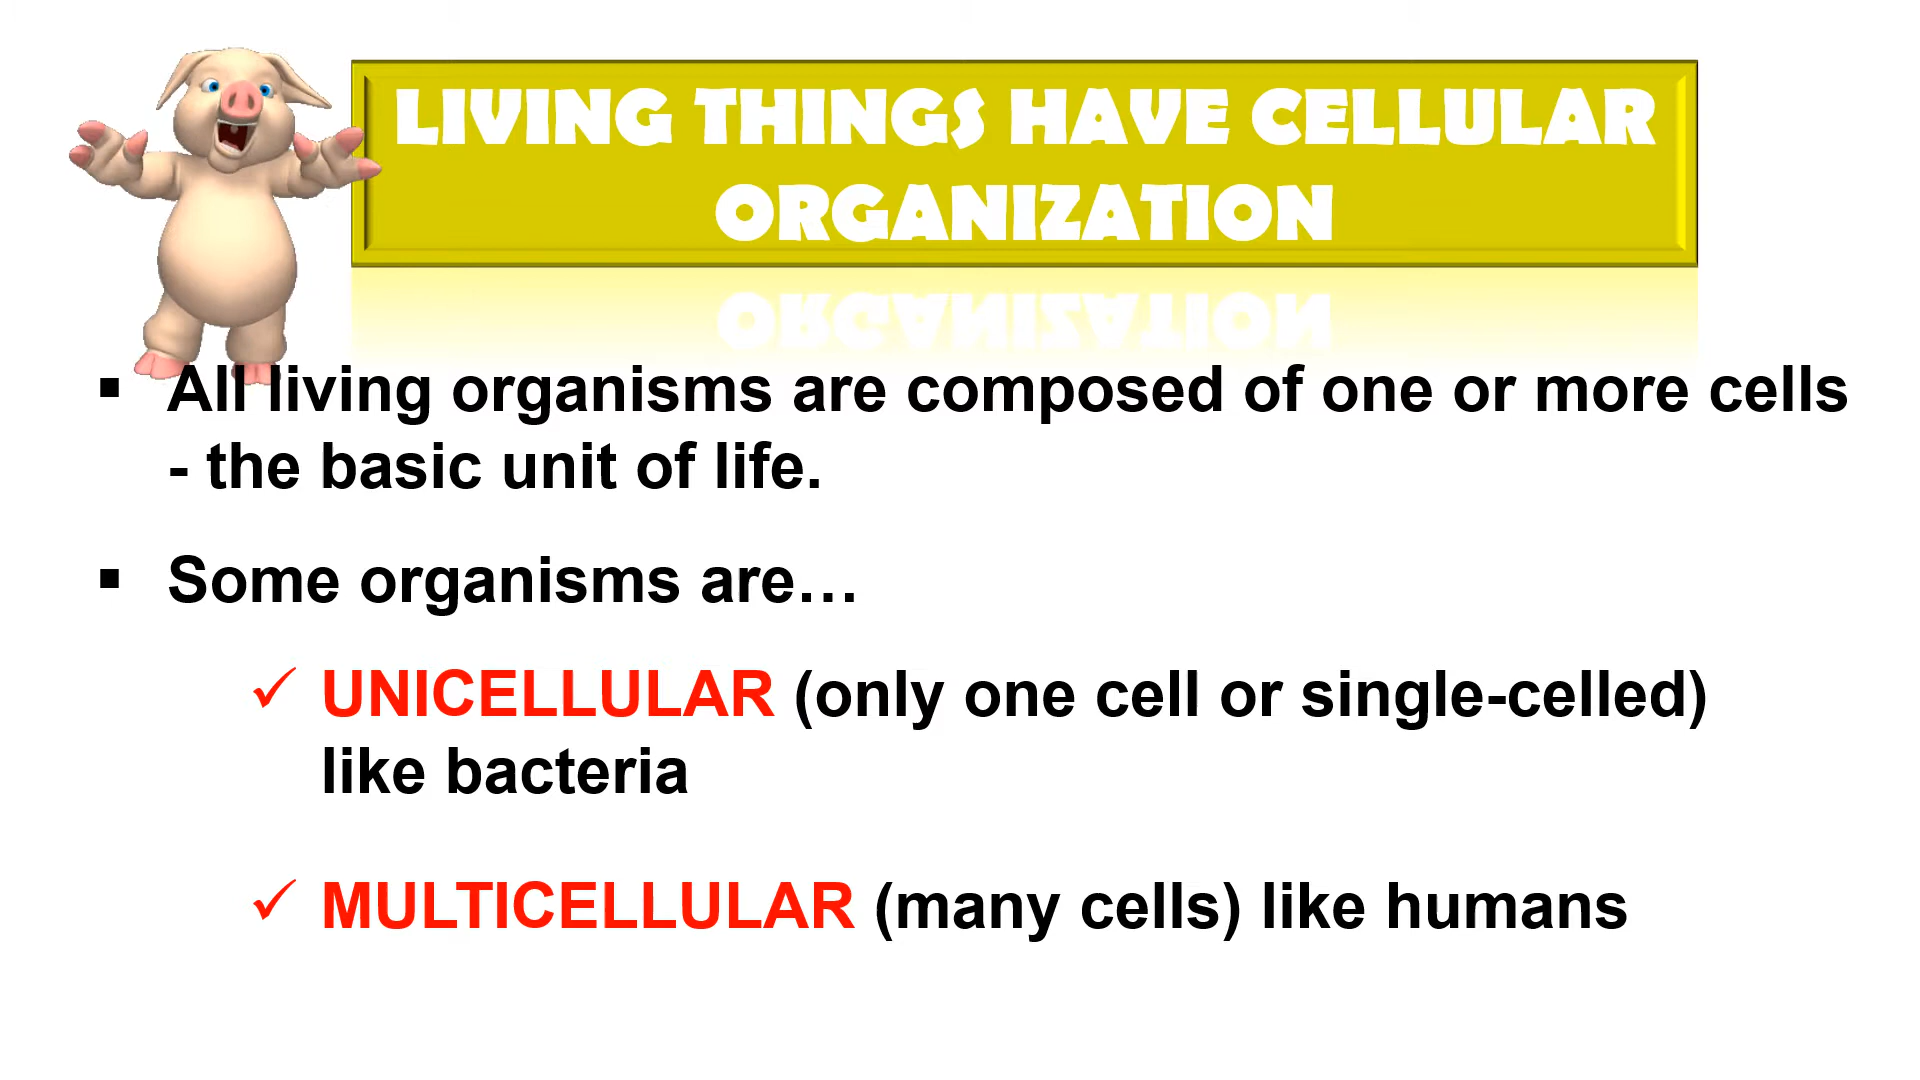 LIVING THINGS HAVE CELLULAR
ORGANIZATION
▪ All living organisms are composed of one or more cells
- the basic unit of life.
▪ Some organisms are…
✓ UNICELLULAR (only one cell or single-celled)
like bacteria
✓ MULTICELLULAR (many cells) like humans